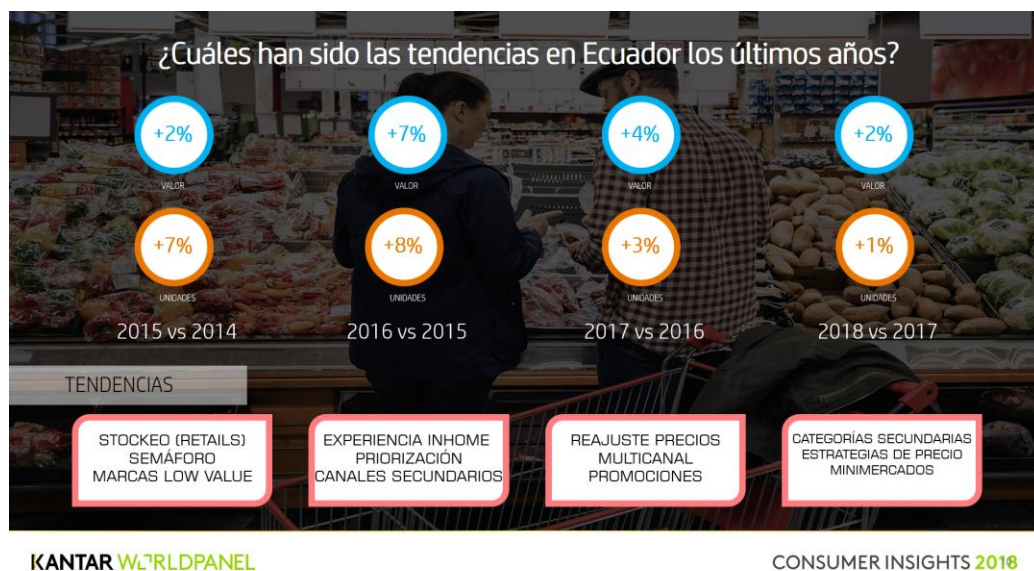 ¿Cuáles han sido las tendencias en Ecuador los últimos años?
+2%
VALOR
+7%
VALOR
+4%
VALOR
+2%
VALOR
+7%
UNIDADES
+8%
UNIDADES
+3%
UNIDADES
+1%
UNIDADES
2015 vs 2014
2016 vs 2015
2017 vs 2016
2018 vs 2017
TENDENCIAS
STOCKEO (RETAILS)
SEMÁFORO
MARCAS LOW VALUE
EXPERIENCIA INHOME
PRIORIZACIÓN
CANALES SECUNDARIOS
REAJUSTE PRECIOS
MULTICANAL
PROMOCIONES
CATEGORÍAS SECUNDARIAS
ESTRATEGIAS DE PRECIO
MINIMERCADOS
KANTAR WORLDPANEL
CONSUMER INSIGHTS 2018